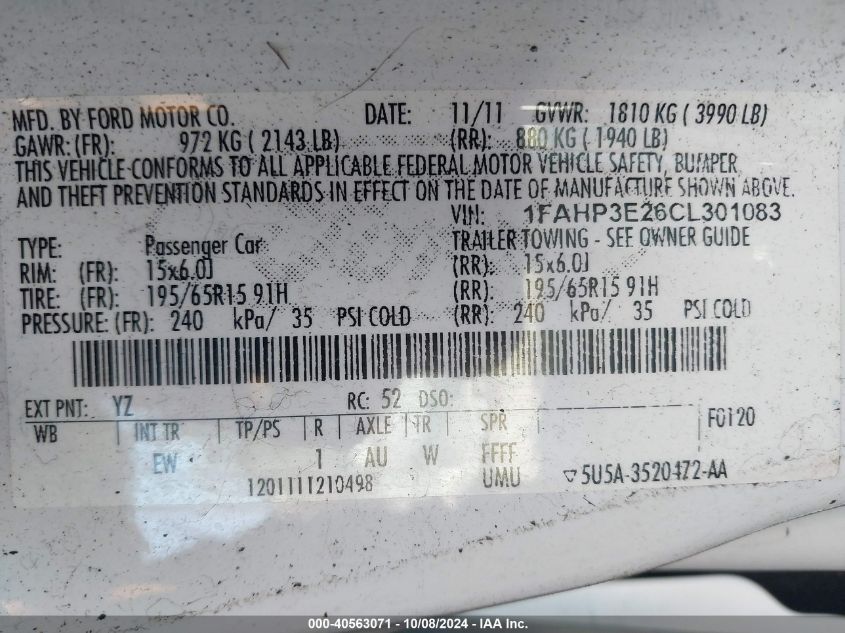 MFD. BY FORD MOTOR CO. DATE: 11/11 GVWR: 1810 KG ( 3990 LB)
GAWR: (FR): 972 KG ( 2143 LB) (RR): 880 KG ( 1940 LB)
THIS VEHICLE CONFORMS TO ALL APPLICABLE FEDERAL MOTOR VEHICLE SAFETY, BUMPER,
AND THEFT PREVENTION STANDARDS IN EFFECT ON THE DATE OF MANUFACTURE SHOWN ABOVE.
VIN: 1FAHP3E26CL301083
TYPE: Passenger Car TRAILER TOWING - SEE OWNER GUIDE
RIM: (FR): 15x6.0J (RR): 15x6.0J
TIRE: (FR): 195/65R15 91H (RR): 195/65R15 91H
PRESSURE: (FR): 240 kPa/ 35 PSI COLD (RR): 240 kPa/ 35 PSI COLD
EXT PNT: YZ RC: 52 DSO:
WB INT TR TP/PS R AXLE TR SPR F0120
EW 1 AU W FFFF
UMU ▽5U5A-3520472-AA
000-40563071 - 10/08/2024 - IAA Inc.